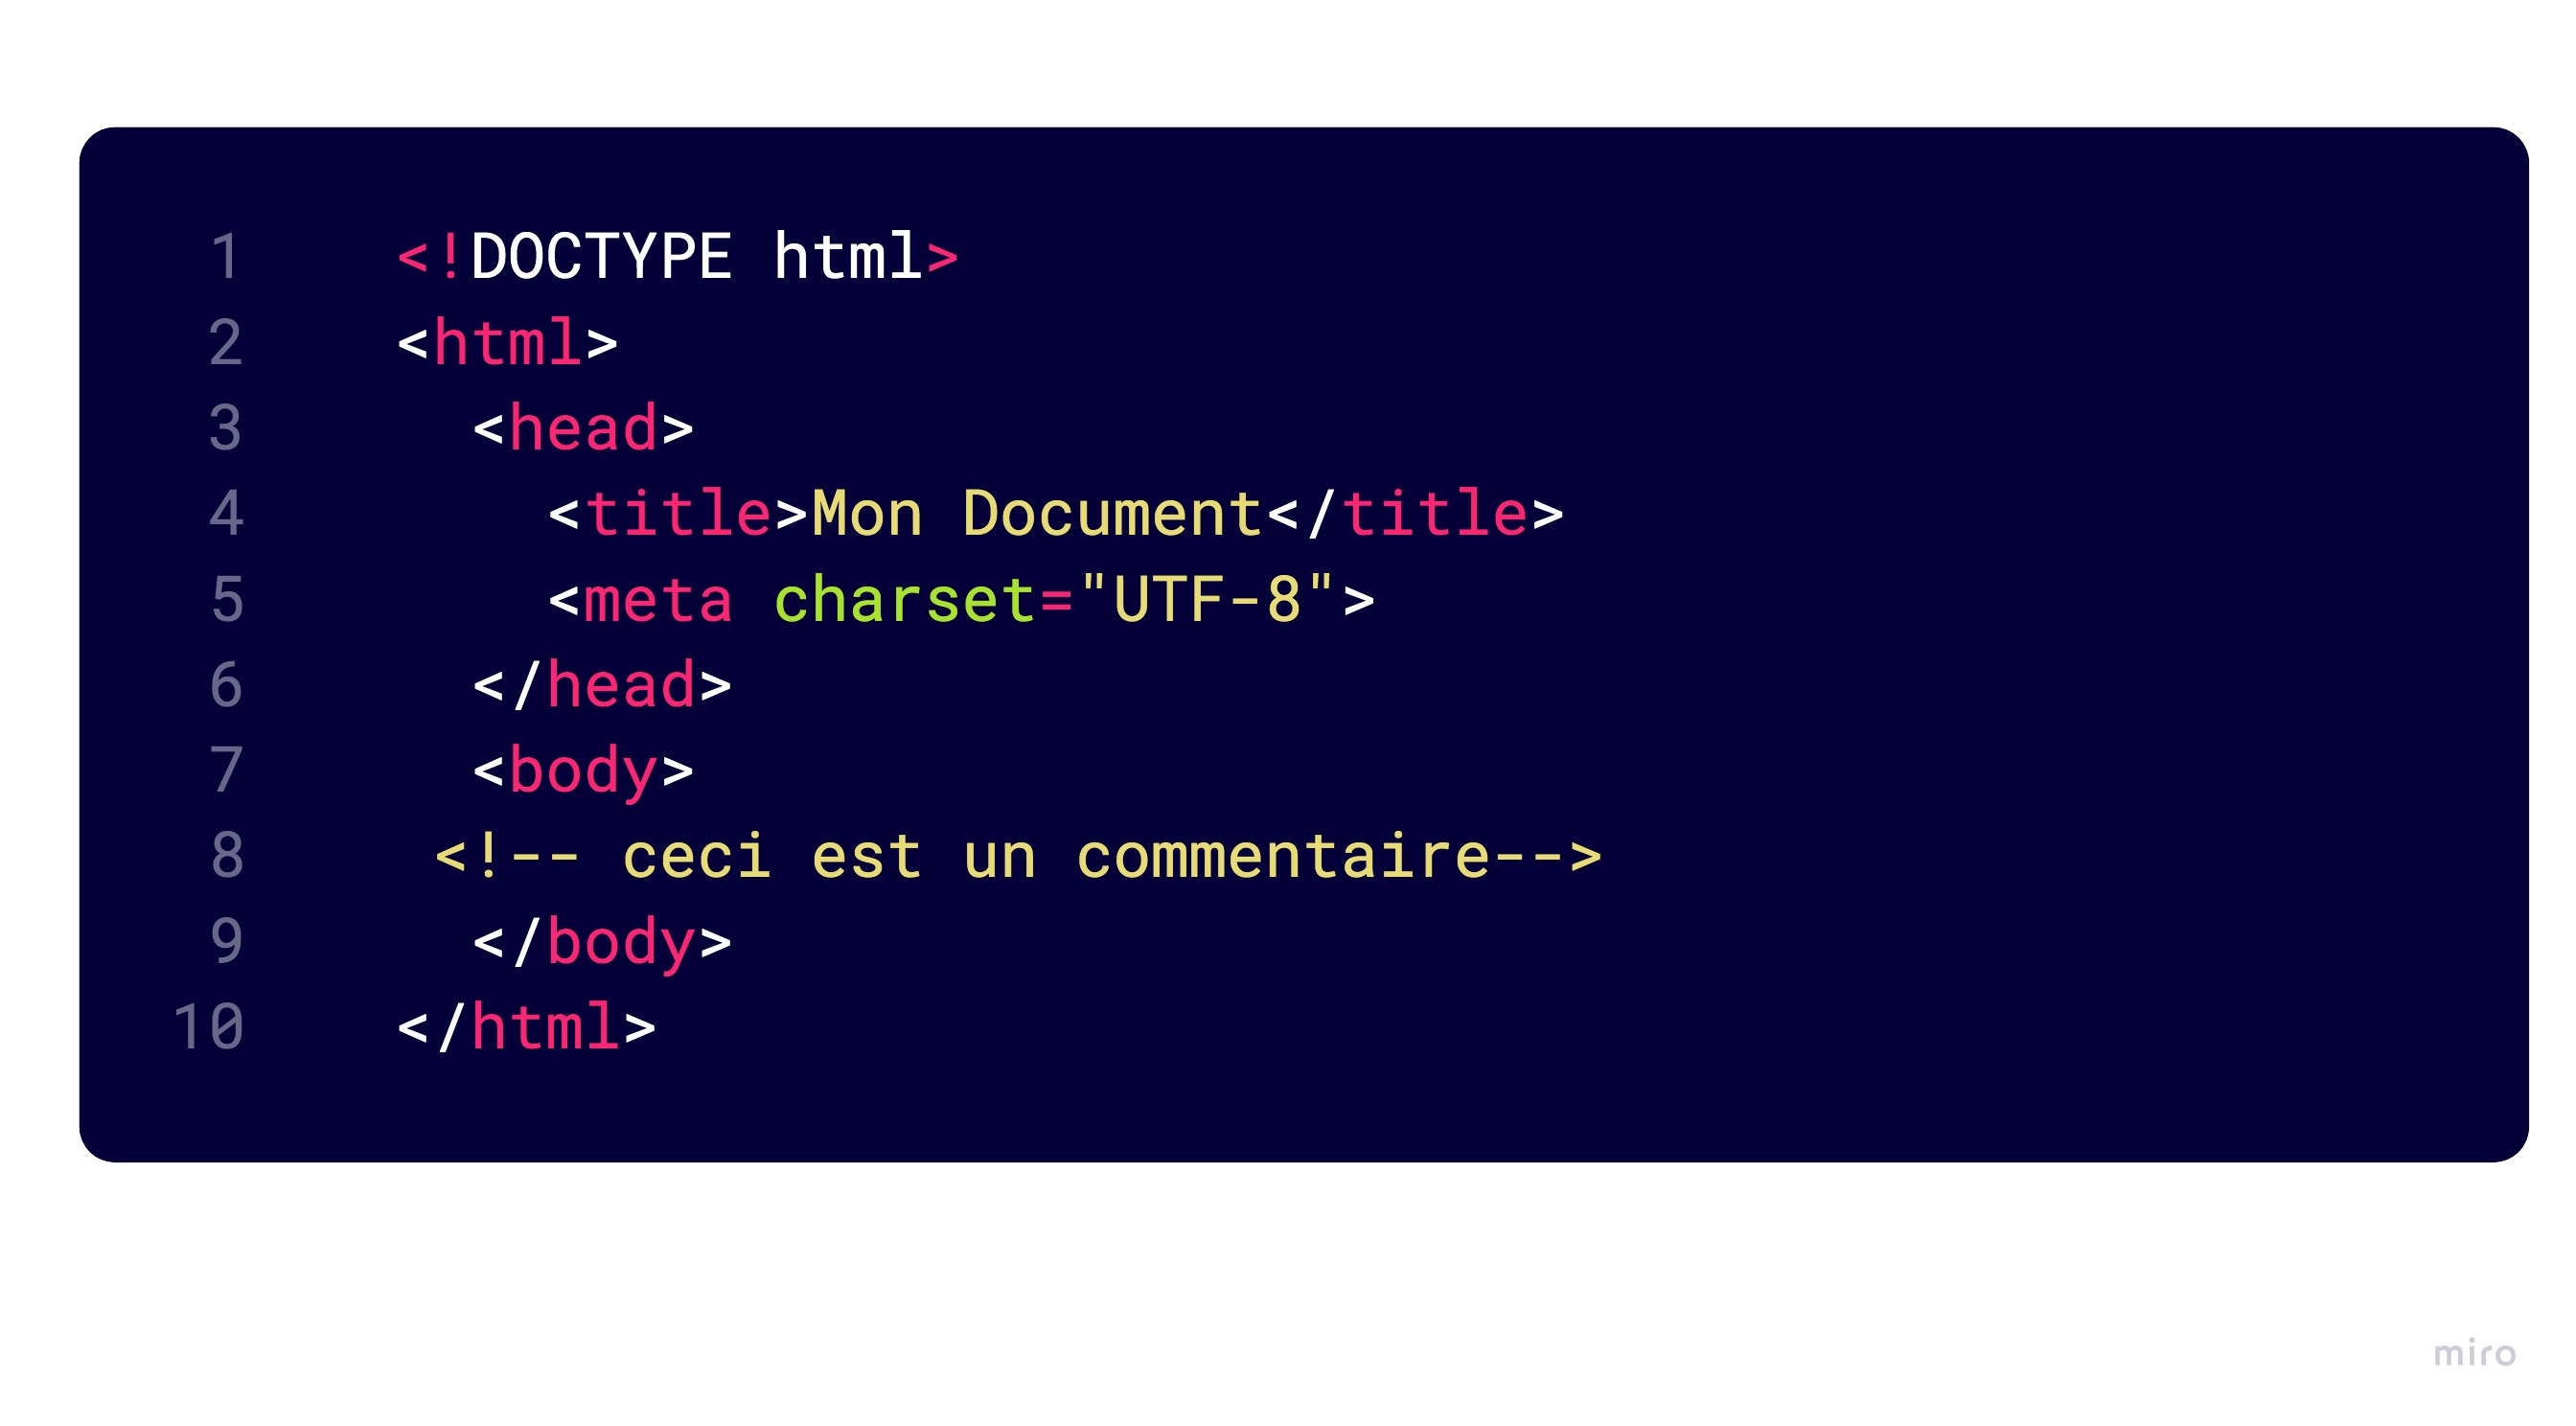 1 <!DOCTYPE html>
2 <html>
3   <head>
4     <title>Mon Document</title>
5     <meta charset="UTF-8">
6   </head>
7   <body>
8  <!-- ceci est un commentaire-->
9   </body>
10 </html>
miro